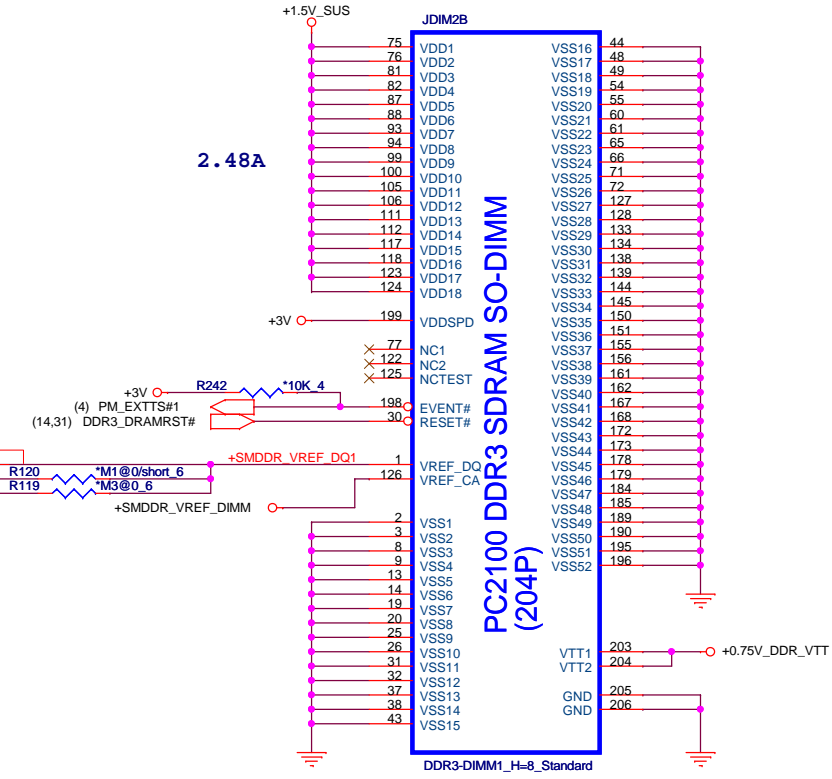 +1.5V_SUS
JDIM2B
75 VDD1 VSS16 44
76 VDD2 VSS17 48
81 VDD3 VSS18 49
82 VDD4 VSS19 54
87 VDD5 VSS20 55
88 VDD6 VSS21 60
93 VDD7 VSS22 61
94 VDD8 VSS23 65
2.48A
99 VDD9 VSS24 66
100 VDD10 VSS25 71
105 VDD11 VSS26 72
106 VDD12 VSS27 127
111 VDD13 VSS28 128
112 VDD14 VSS29 133
117 VDD15 VSS30 134
118 VDD16 VSS31 138
123 VDD17 VSS32 139
124 VDD18 VSS33 144
VSS34 145
+3V 199 VDDSPD VSS35 150
VSS36 151
77 NC1 VSS37 155
122 NC2 VSS38 156
125 NCTEST VSS39 161
+3V R242 *10K_4 VSS40 162
(4) PM_EXTTS#1 198 EVENT# VSS41 167
(14,31) DDR3_DRAMRST# 30 RESET# VSS42 168
VSS43 172
VSS44 173
+SMDDR_VREF_DQ1 1 VREF_DQ VSS45 178
R120 *M1@0/short_6 126 VREF_CA VSS46 179
R119 *M3@0_6 VSS47 184
+SMDDR_VREF_DIMM VSS48 185
2 VSS1 VSS49 189
3 VSS2 VSS50 190
8 VSS3 VSS51 195
9 VSS4 VSS52 196
13 VSS5
14 VSS6
19 VSS7
20 VSS8
25 VSS9
26 VSS10 VTT1 203 +0.75V_DDR_VTT
31 VSS11 VTT2 204
32 VSS12
37 VSS13 GND 205
38 VSS14 GND 206
43 VSS15
PC2100 DDR3 SDRAM SO-DIMM
(204P)
DDR3-DIMM1_H=8_Standard